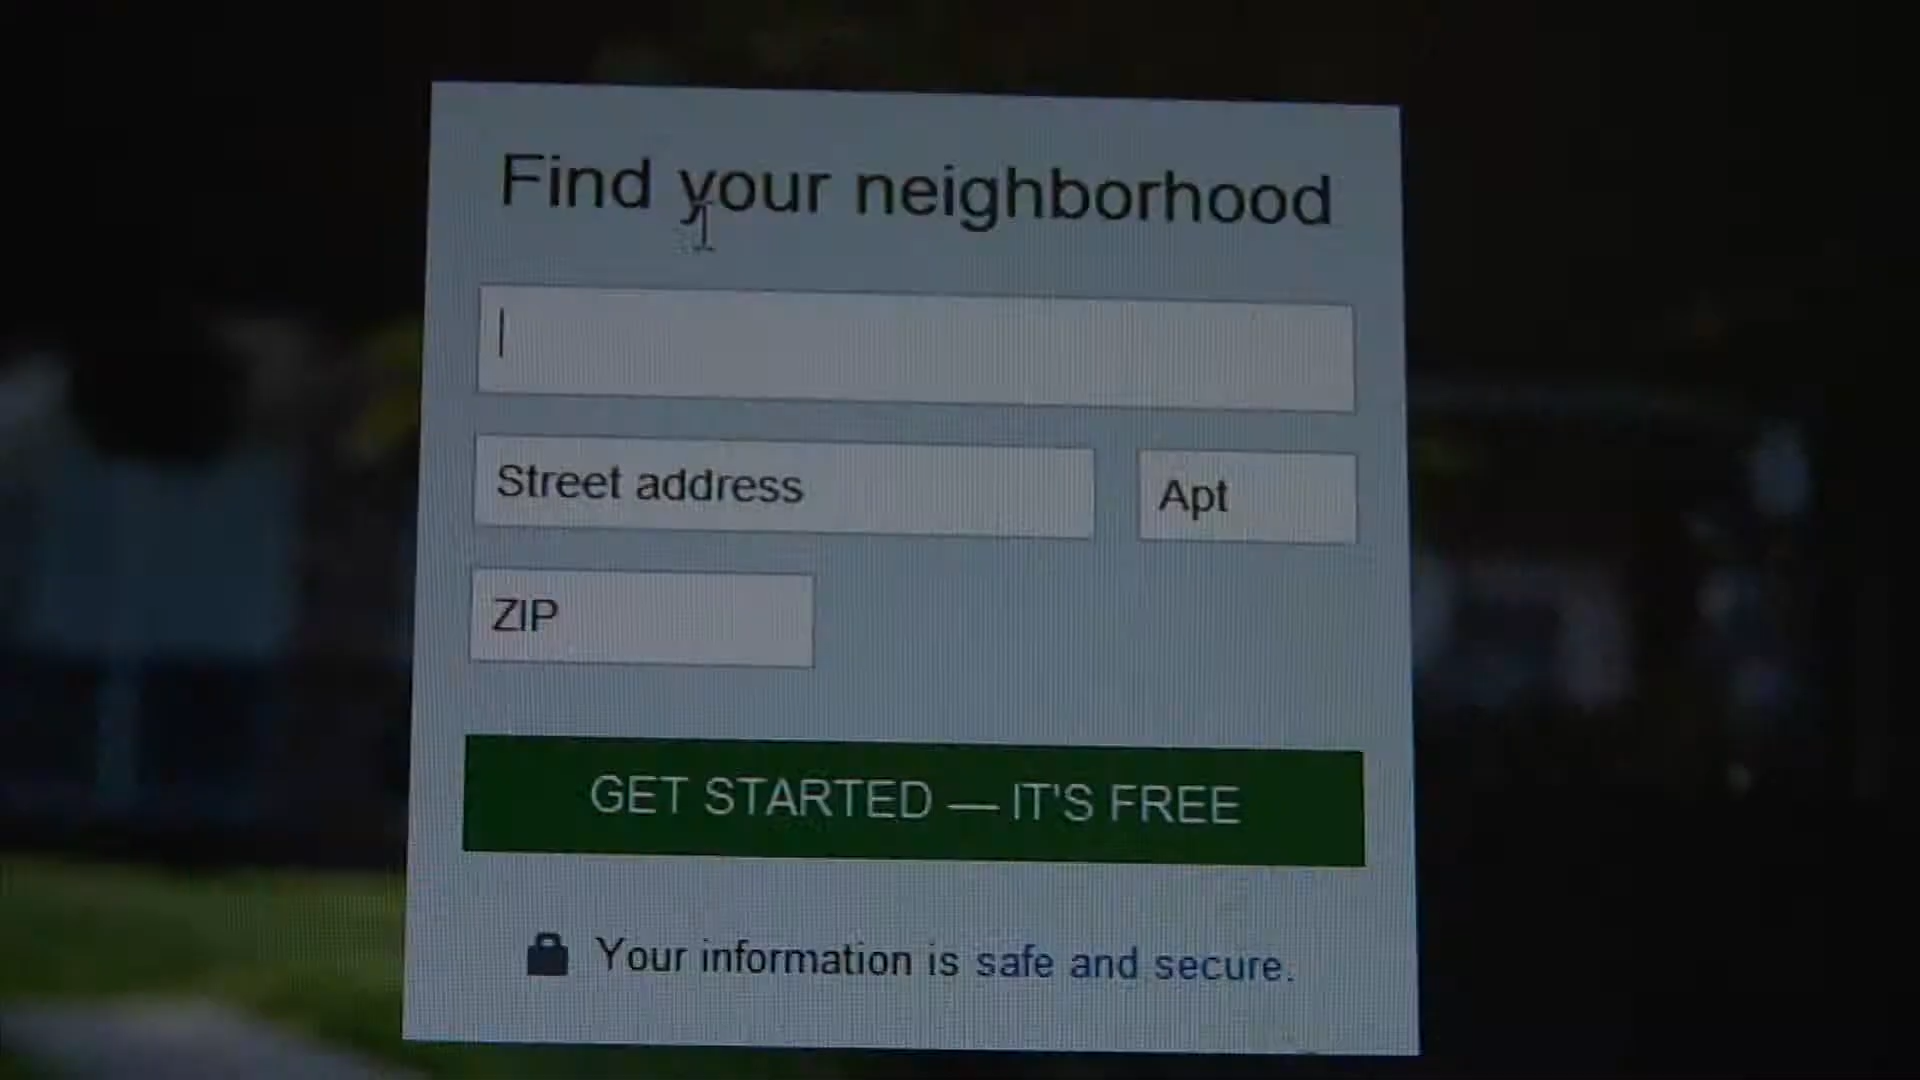 Find your neighborhood
Street address
Apt
ZIP
GET STARTED — IT'S FREE
Your information is safe and secure.